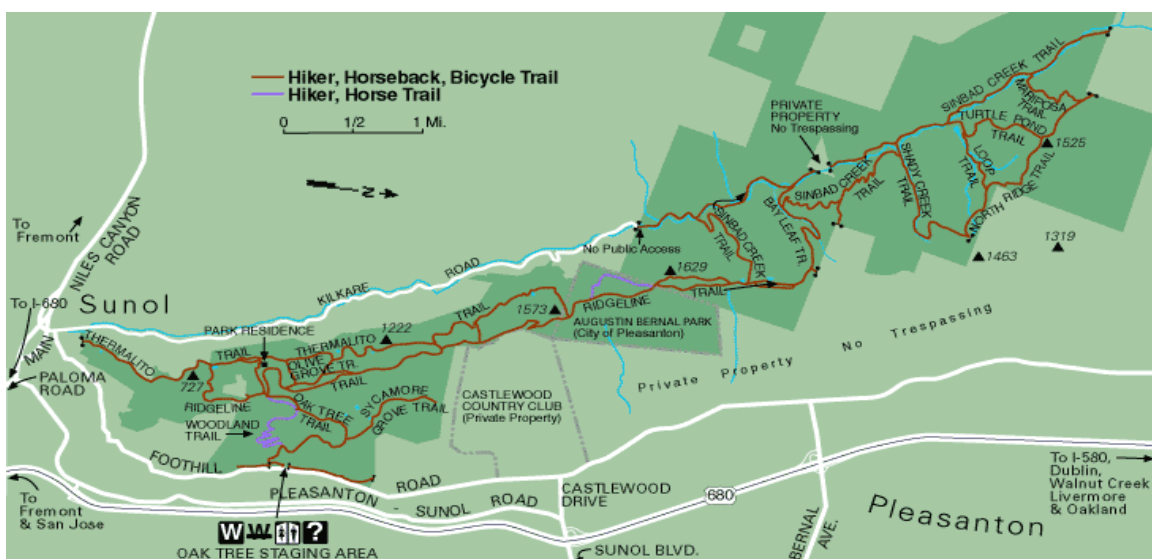 Hiker, Horseback, Bicycle Trail
Hiker, Horse Trail
0 1/2 1 Mi.
N
PRIVATE
PROPERTY
No Trespassing
SINBAD CREEK TRAIL
MARIPOSA
TRAIL
TURTLE POND
TRAIL
1525
LOOP
TRAIL
NORTH RIDGE TRAIL
SHADY CREEK
TRAIL
SINBAD CREEK
TRAIL
BAY LEAF TR.
SINBAD CREEK
TRAIL
1319
1463
To
Fremont
NILES CANYON
ROAD
No Public Access
1629
KILKARE ROAD
RIDGELINE TRAIL
To I-680
Sunol
MAIN
PALOMA
ROAD
PARK RESIDENCE
1222
1573
AUGUSTIN BERNAL PARK
(City of Pleasanton)
Private Property No Trespassing
THERMALITO TRAIL
THERMALITO TRAIL
OLIVE
GROVE TR.
727
RIDGELINE TRAIL
OAK TREE
TRAIL
SYCAMORE
GROVE TRAIL
WOODLAND
TRAIL
CASTLEWOOD
COUNTRY CLUB
(Private Property)
FOOTHILL ROAD
PLEASANTON - SUNOL ROAD
CASTLEWOOD
DRIVE
680
To
Fremont
& San Jose
To I-580,
Dublin,
Walnut Creek
Livermore
& Oakland
Pleasanton
BERNAL
AVE.
SUNOL BLVD.
W ?
OAK TREE STAGING AREA